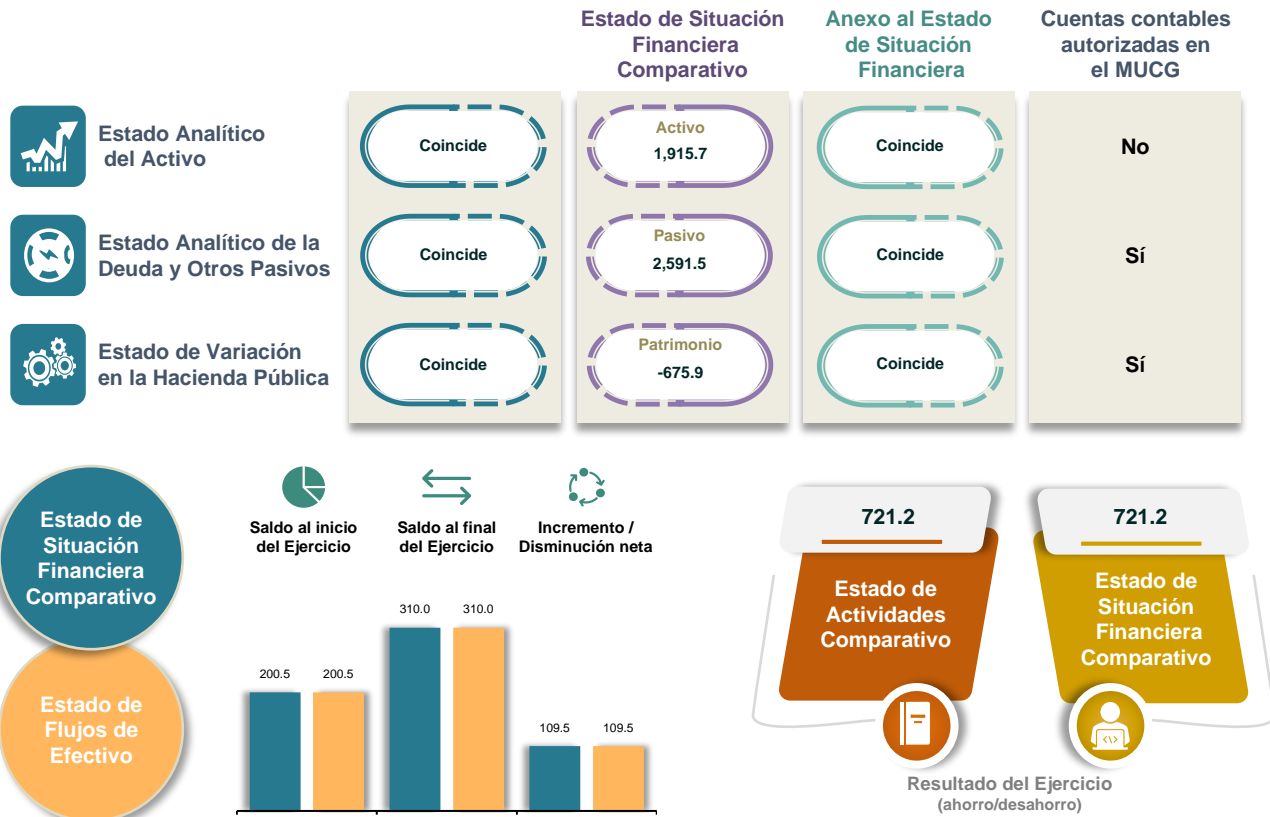 Estado de Situación
Financiera
Comparativo
Anexo al Estado
de Situación
Financiera
Cuentas contables
autorizadas en
el MUCG
Estado Analítico
del Activo
Coincide
Activo
1,915.7
Coincide
No
Estado Analítico de la
Deuda y Otros Pasivos
Coincide
Pasivo
2,591.5
Coincide
Sí
Estado de Variación
en la Hacienda Pública
Coincide
Patrimonio
-675.9
Coincide
Sí
Estado de
Situación
Financiera
Comparativo
Estado de
Flujos de
Efectivo
Saldo al inicio
del Ejercicio
Saldo al final
del Ejercicio
Incremento /
Disminución neta
200.5
200.5
310.0
310.0
109.5
109.5
721.2
Estado de
Actividades
Comparativo
721.2
Estado de
Situación
Financiera
Comparativo
Resultado del Ejercicio
(ahorro/desahorro)